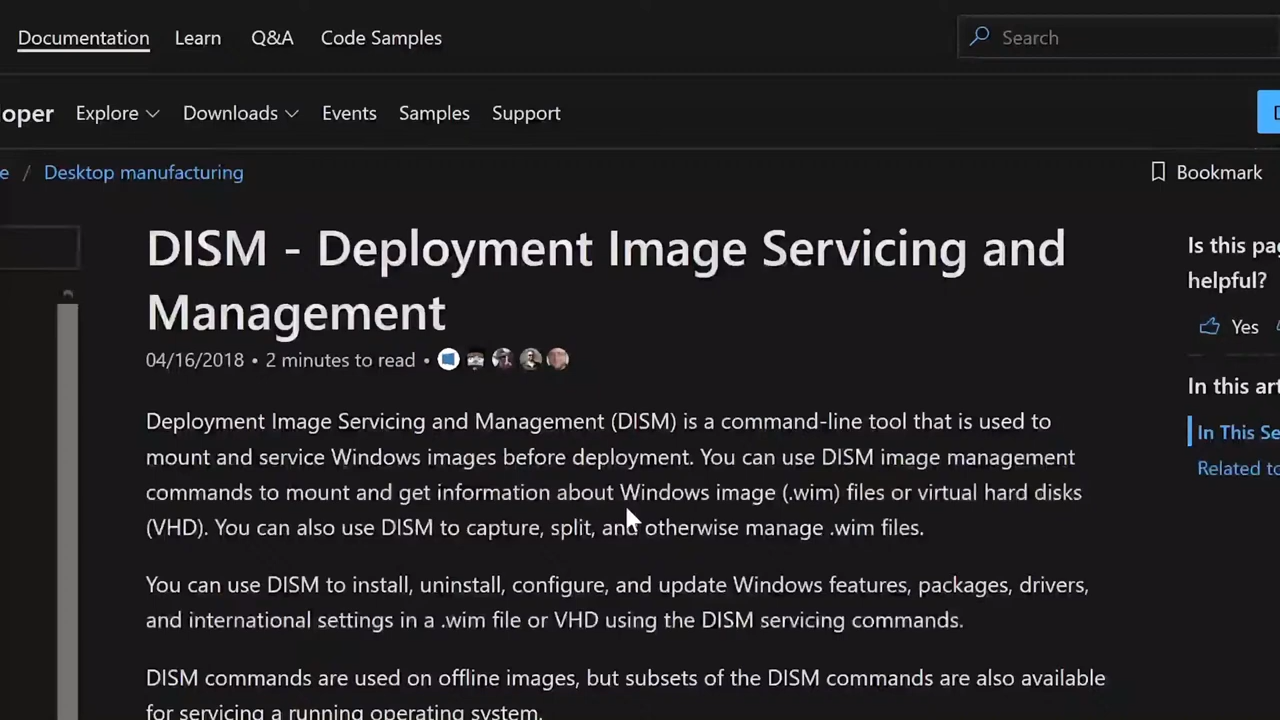 Documentation Learn Q&A Code Samples Search
Explore Downloads Events Samples Support
/ Desktop manufacturing Bookmark
DISM - Deployment Image Servicing and
Management
04/16/2018 • 2 minutes to read •
Is this
helpful?
Yes
In this
In This
Related
Deployment Image Servicing and Management (DISM) is a command-line tool that is used to
mount and service Windows images before deployment. You can use DISM image management
commands to mount and get information about Windows image (.wim) files or virtual hard disks
(VHD). You can also use DISM to capture, split, and otherwise manage .wim files.
You can use DISM to install, uninstall, configure, and update Windows features, packages, drivers,
and international settings in a .wim file or VHD using the DISM servicing commands.
DISM commands are used on offline images, but subsets of the DISM commands are also available
for servicing a running operating system.